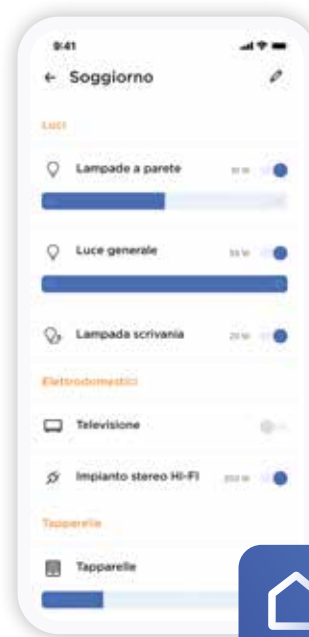 9:41
Soggiorno
Luci
Lampade a parete
Luce generale
Lampada scrivania
Elettrodomestici
Televisione
Impianto stereo HI-FI
Tapparelle
Tapparelle